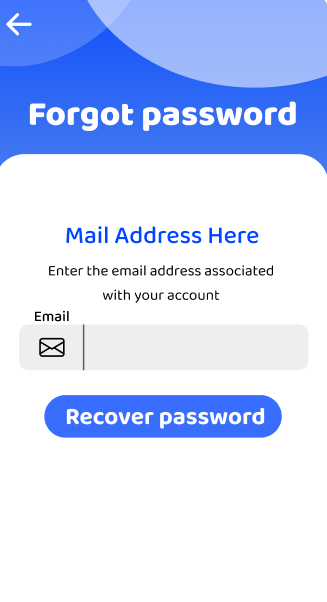 Forgot password
Mail Address Here
Enter the email address associated
with your account
Email
Recover password